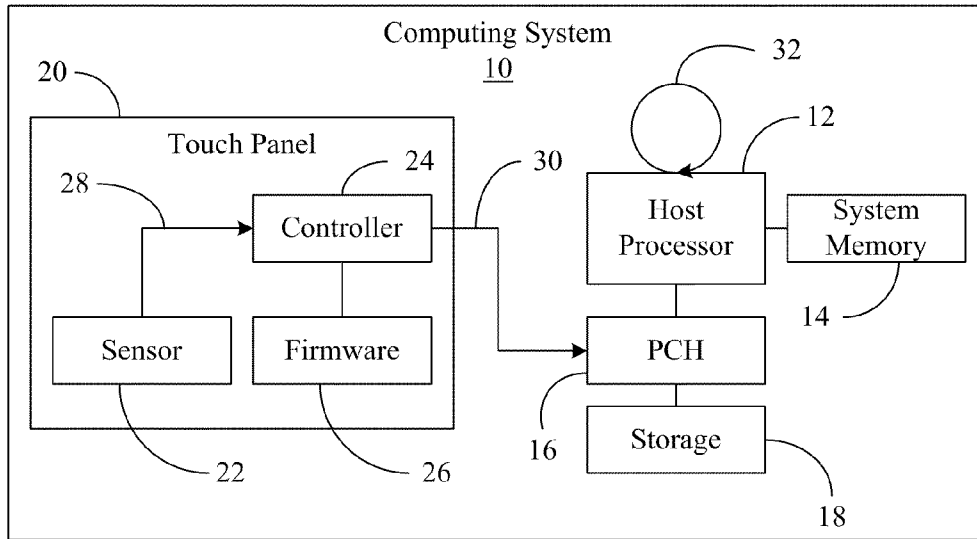 Computing System
10
32
20
12
Touch Panel
24
30
28
Controller
Host
Processor
System
Memory
14
Sensor
Firmware
PCH
16
Storage
22
26
18